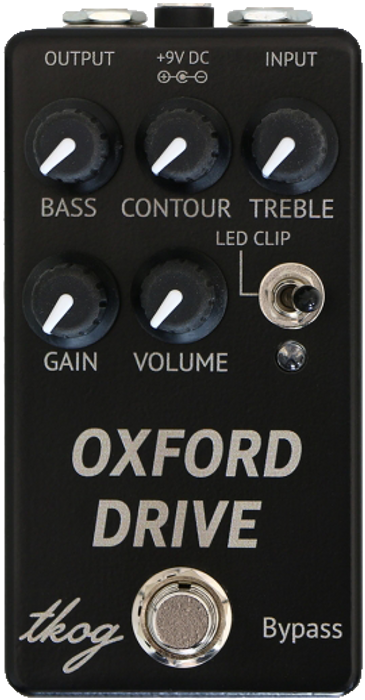 OUTPUT +9V DC INPUT
BASS CONTOUR TREBLE
LED CLIP
GAIN VOLUME
OXFORD
DRIVE
tkog Bypass